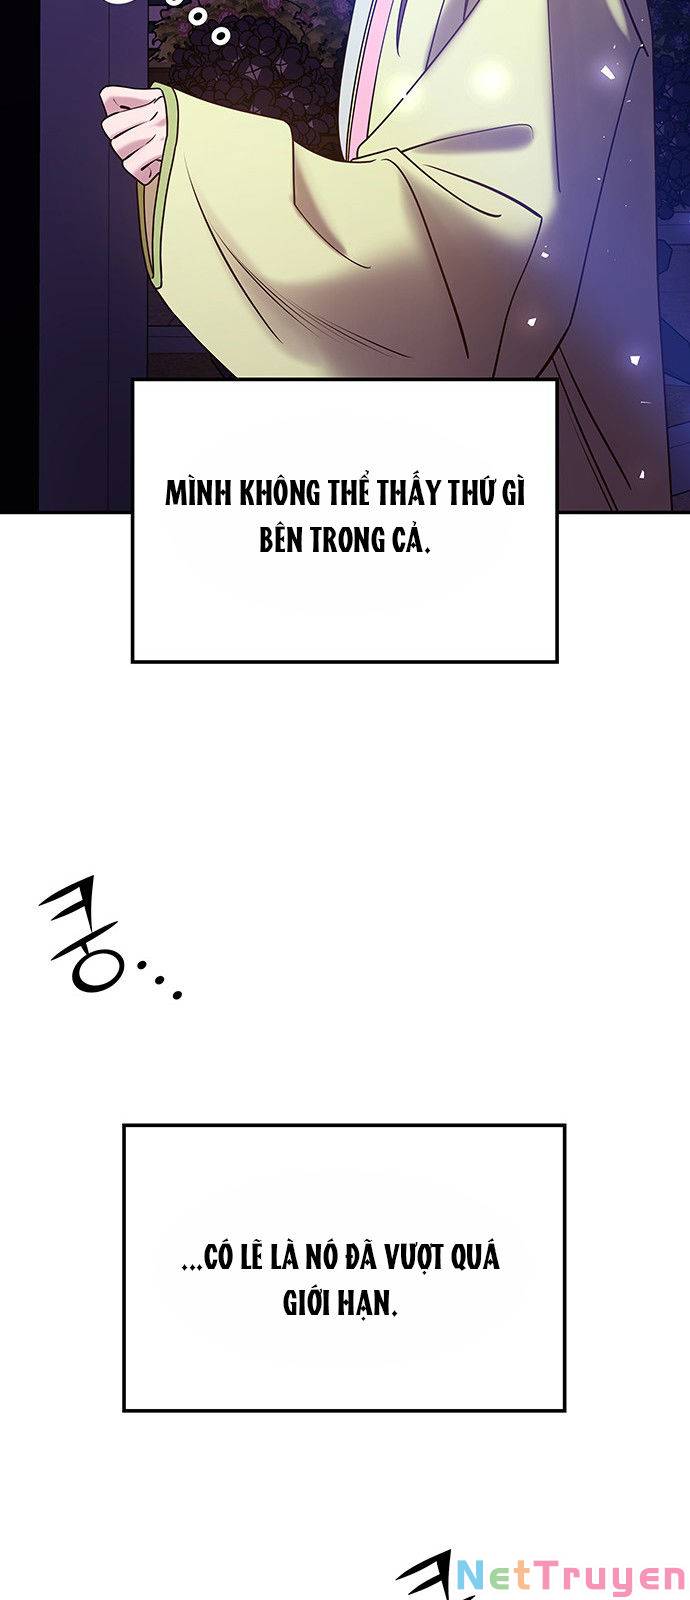 MÌNH KHÔNG THỂ THẤY THỨ GÌ
BÊN TRONG CẢ.
쿵...
...CÓ LẼ LÀ NÓ ĐÃ VƯỢT QUÁ
GIỚI HẠN.
NetTruyen